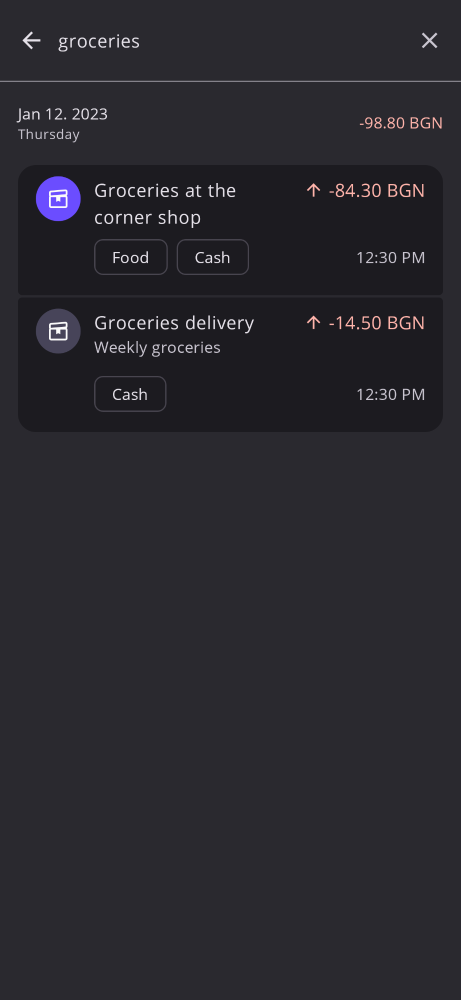 groceries
Jan 12. 2023
Thursday
-98.80 BGN
Groceries at the
corner shop
-84.30 BGN
Food
Cash
12:30 PM
Groceries delivery
Weekly groceries
-14.50 BGN
Cash
12:30 PM